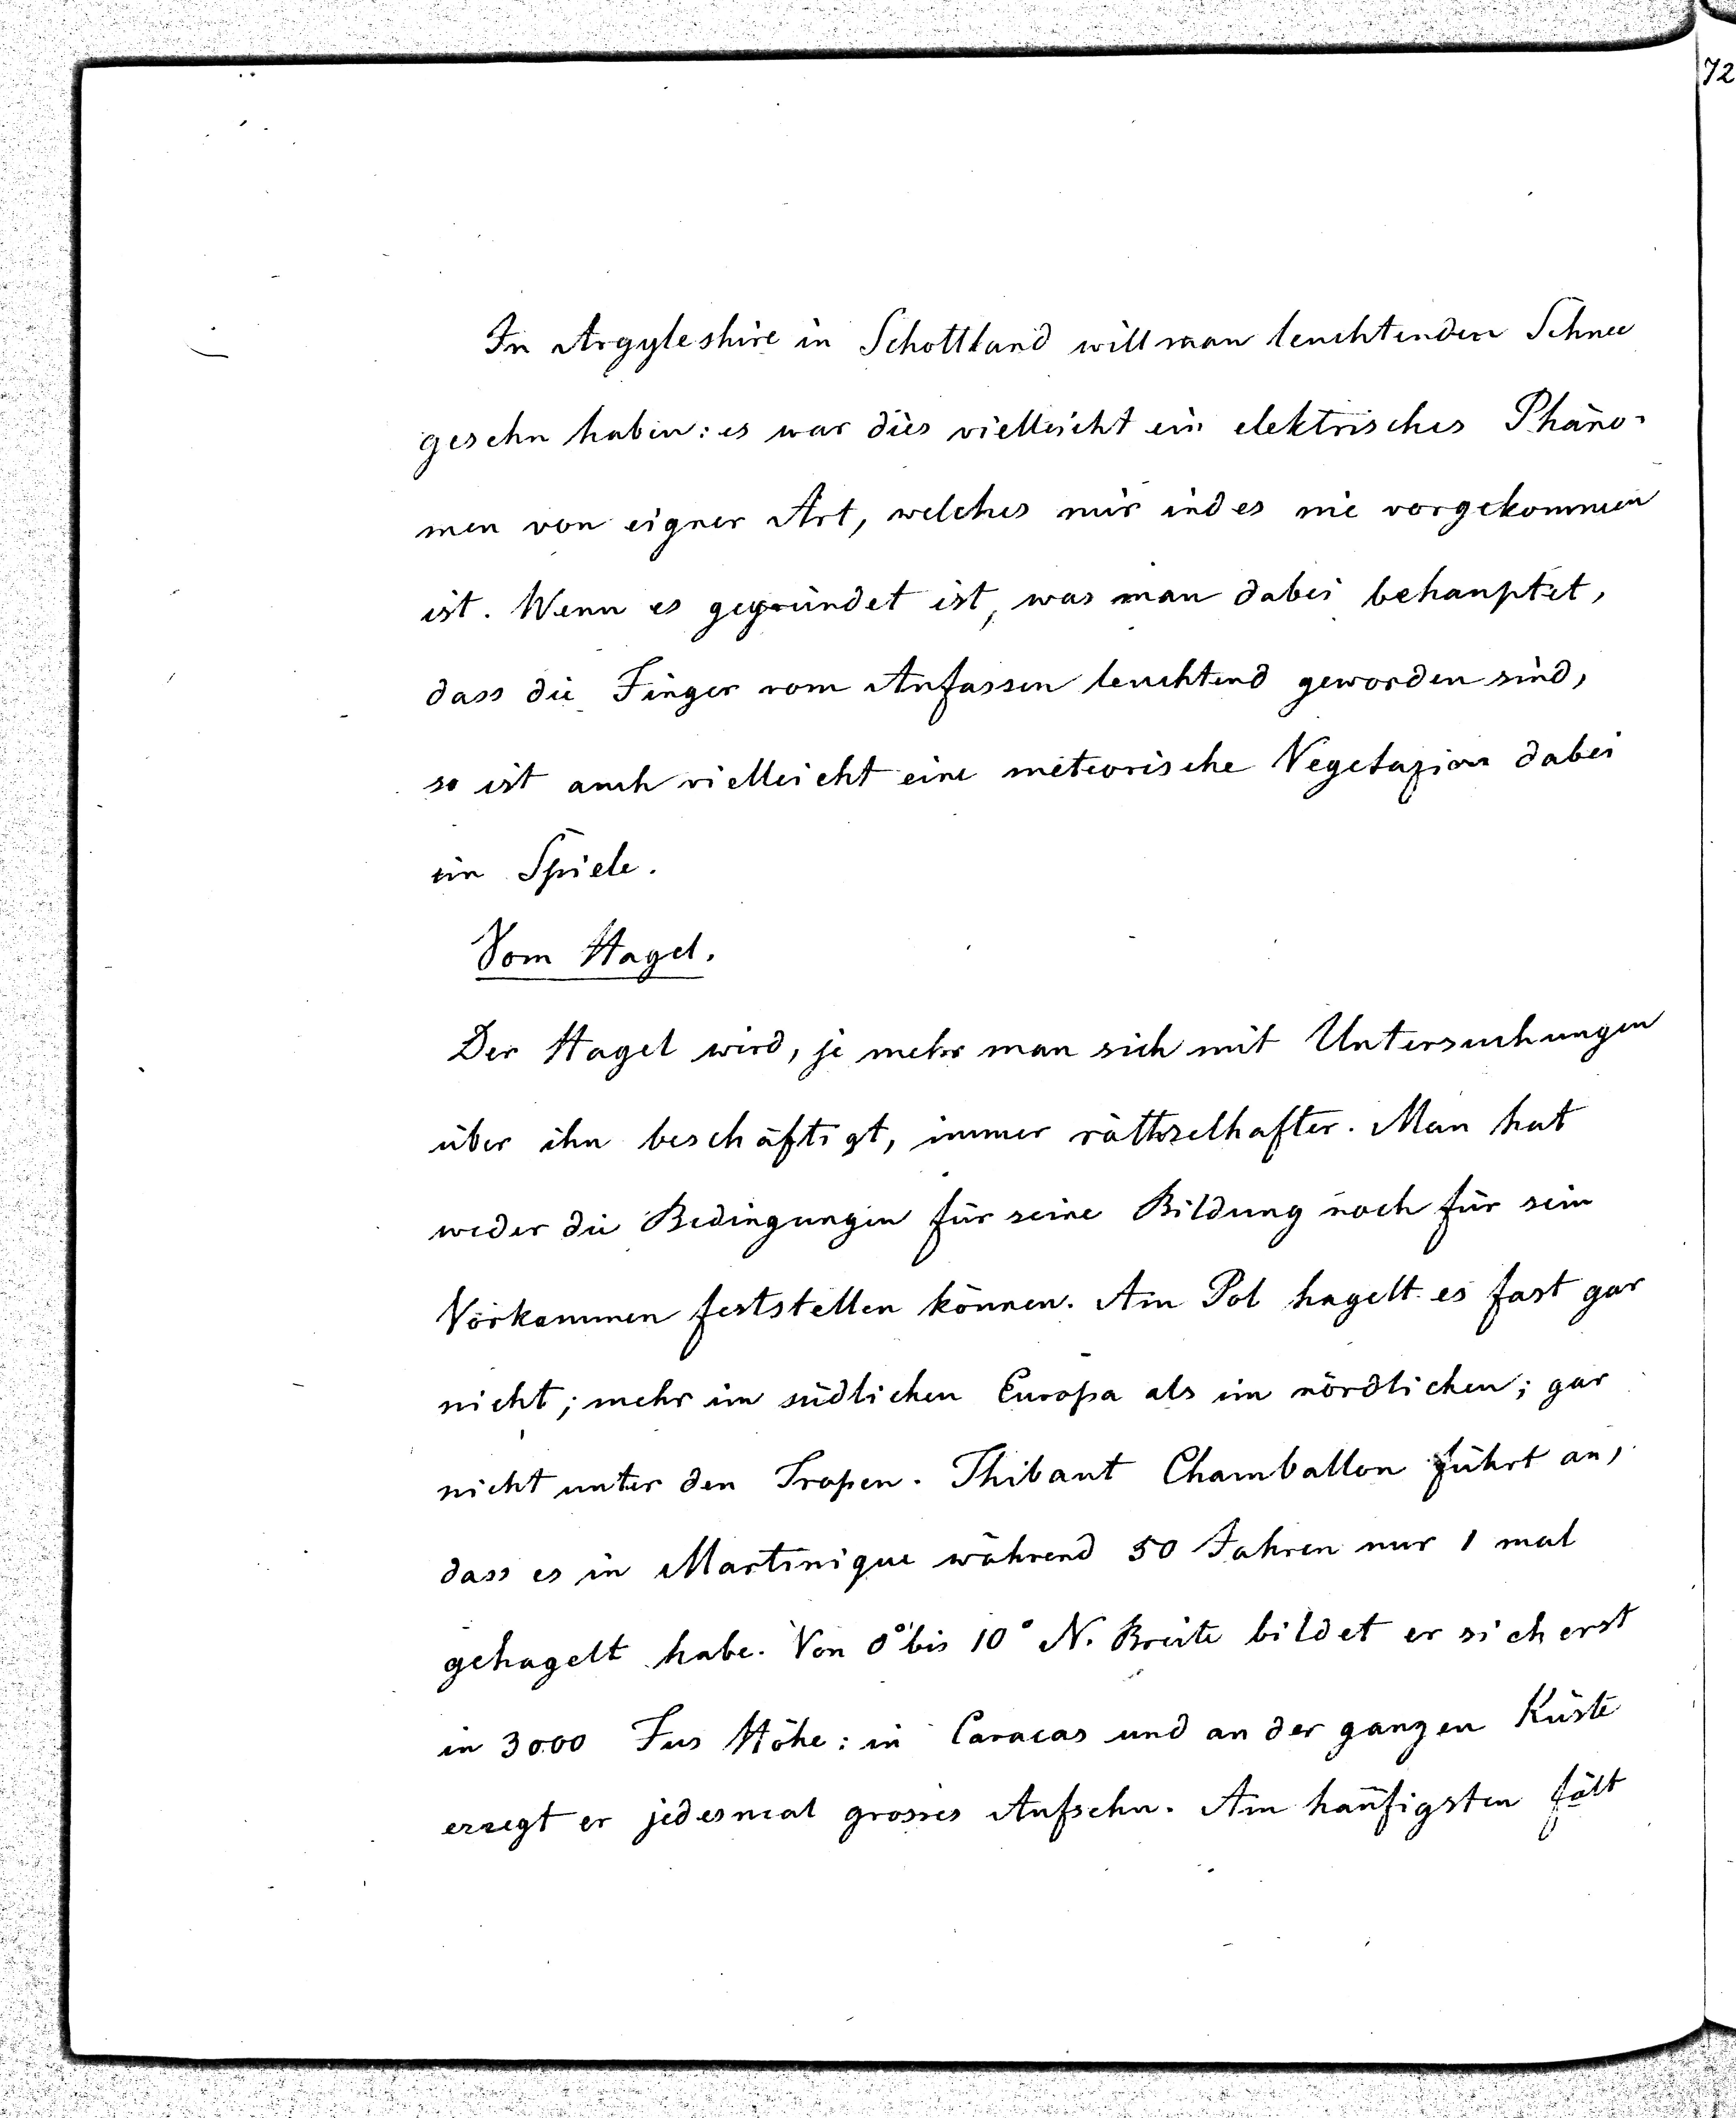 72
In Argyleshire in Schottland will man leuchtenden Schnee
gesehn haben: es war dies vielleicht ein elektrisches Phäno-
men von eigner Art, welches mir indes nie vorgekommen
ist. Wenn es gegründet ist, was man dabei behauptet,
dass die Finger vom Anfassen leuchtend geworden sind,
so ist auch vielleicht eine meteorische Vegetazion dabei
im Spiele.
Vom Hagel.
Der Hagel wird, je mehr man sich mit Untersuchungen
über ihn beschäftigt, immer räthselhafter. Man hat
weder die Bedingungen für seine Bildung noch für sein
Vorkommen feststellen können. Am Pol hagelt es fast gar
nicht; mehr im südlichen Europa als im nördlichen; gar
nicht unter den Tropen. Thibaut Chamballon führt an,
dass es in Martinique während 50 Jahren nur 1 mal
gehagelt habe. Von 0° bis 10° N. Breite bildet er sich erst
in 3000 Fus Höhe: in Caracas und an der ganzen Küste
erregt er jedesmal grosses Aufsehn. Am häufigsten fält